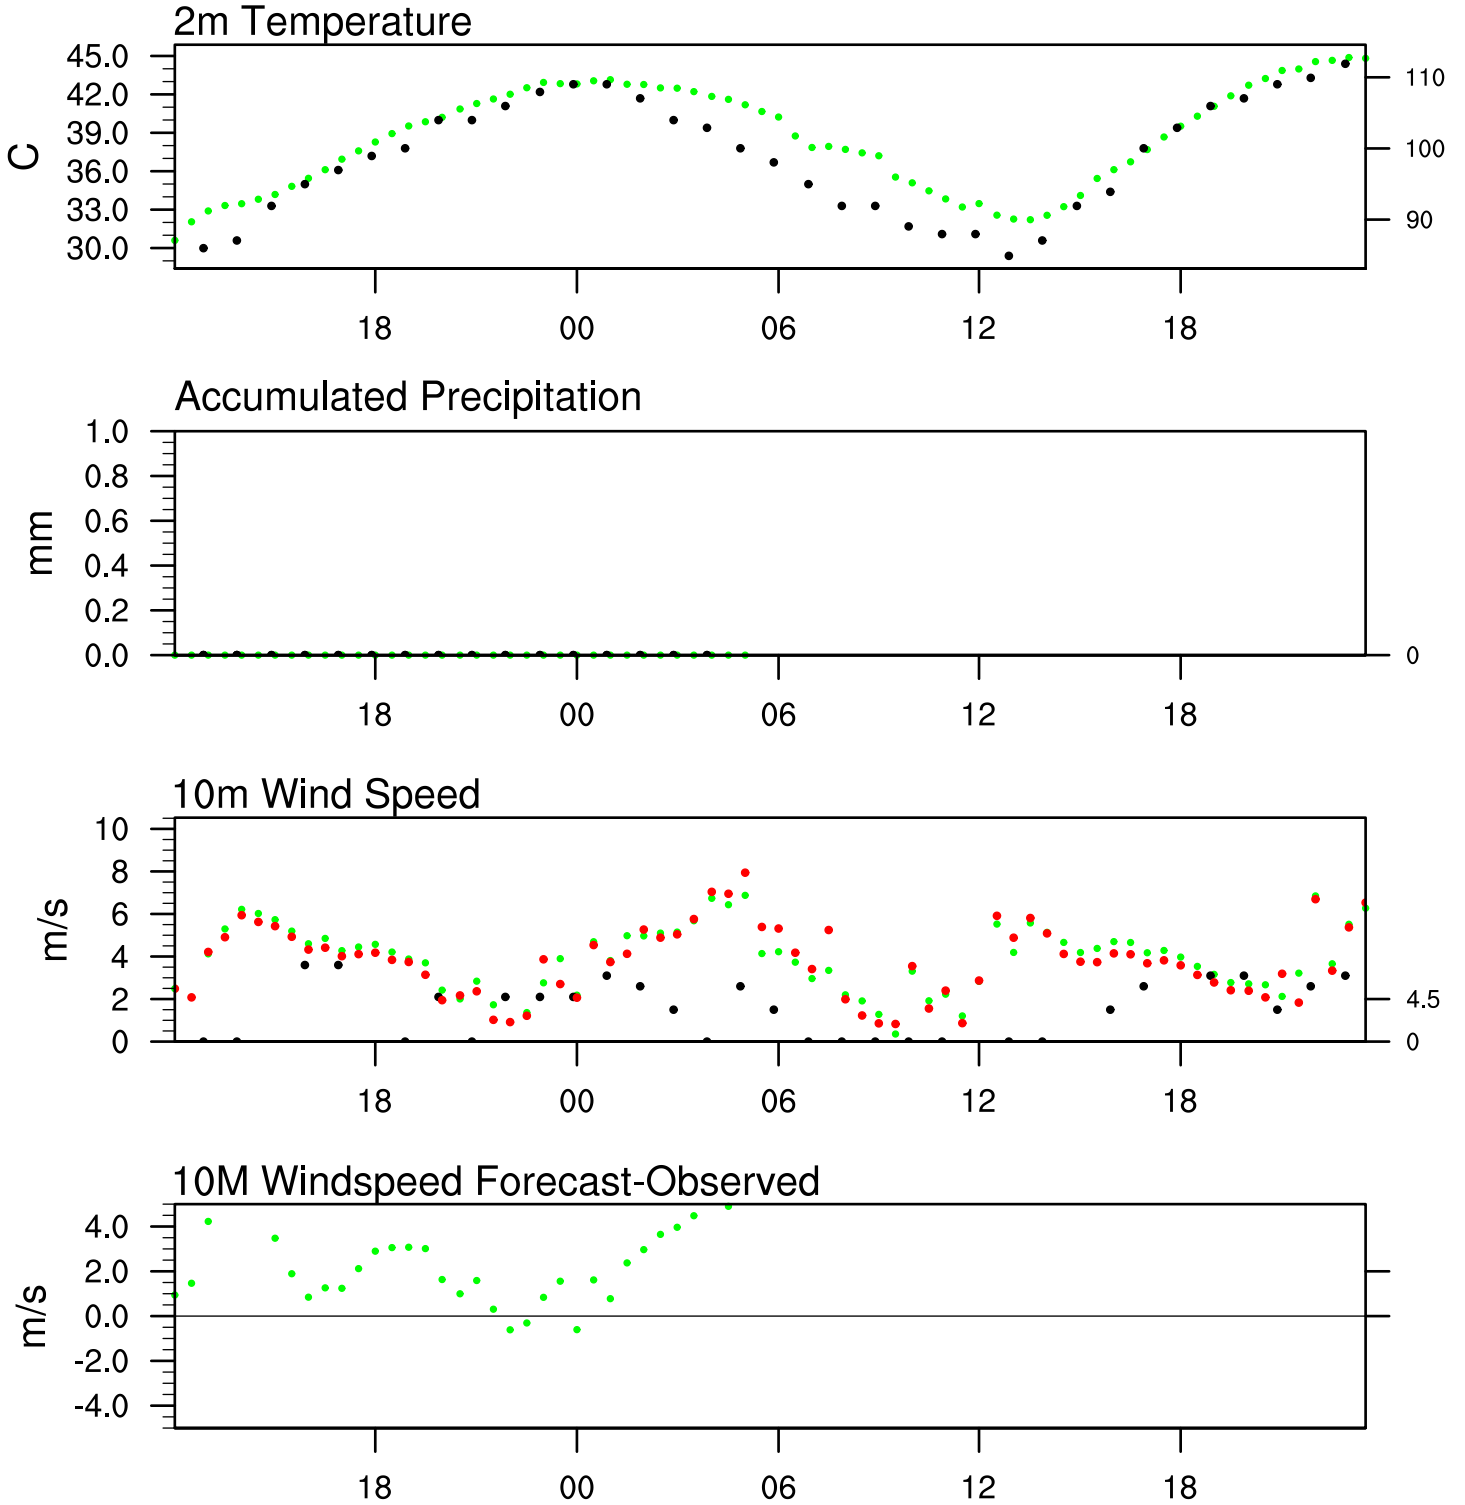 2m Temperature
45.0
42.0
39.0
36.0
33.0
30.0
C
110
100
90
18 00 06 12 18
Accumulated Precipitation
1.0
0.8
0.6
0.4
0.2
0.0
mm
0
18 00 06 12 18
10m Wind Speed
10
8
6
4
2
0
m/s
4.5
0
18 00 06 12 18
10M Windspeed Forecast-Observed
4.0
2.0
0.0
-2.0
-4.0
m/s
18 00 06 12 18